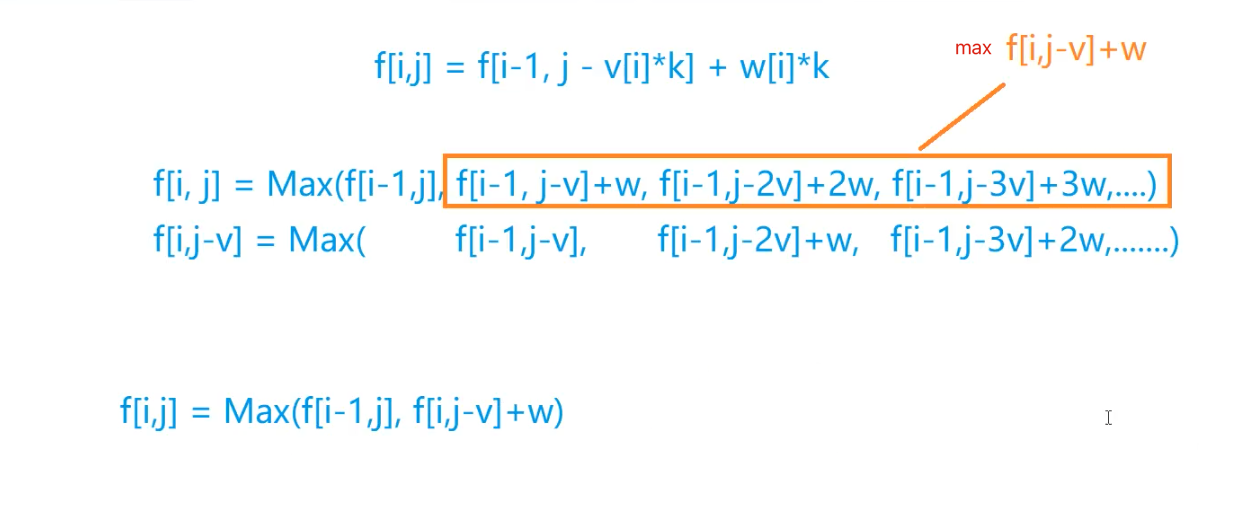 max f[i,j-v]+w
f[i,j] = f[i-1, j - v[i]*k] + w[i]*k
f[i, j] = Max(f[i-1,j], f[i-1, j-v]+w, f[i-1,j-2v]+2w, f[i-1,j-3v]+3w,....)
f[i,j-v] = Max( f[i-1,j-v], f[i-1,j-2v]+w, f[i-1,j-3v]+2w,.......)
f[i,j] = Max(f[i-1,j], f[i,j-v]+w)